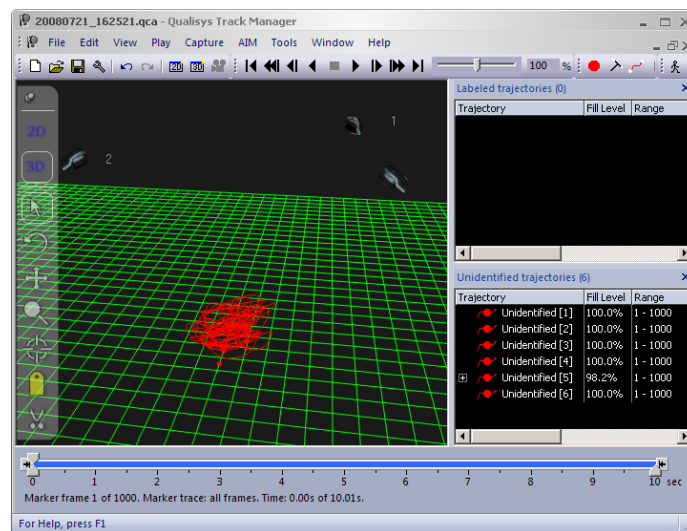 20080721_162521.qca - Qualisys Track Manager
File Edit View Play Capture AIM Tools Window Help
2D 3D 100 %
2D
3D
1
2
Labeled trajectories (0)
Trajectory Fill Level Range
Unidentified trajectories (6)
Trajectory Fill Level Range
Unidentified [1] 100.0% 1 - 1000
Unidentified [2] 100.0% 1 - 1000
Unidentified [3] 100.0% 1 - 1000
Unidentified [4] 100.0% 1 - 1000
Unidentified [5] 98.2% 1 - 1000
Unidentified [6] 100.0% 1 - 1000
0 1 2 3 4 5 6 7 8 9 10 sec
Marker frame 1 of 1000. Marker trace: all frames. Time: 0.00s of 10.01s.
For Help, press F1